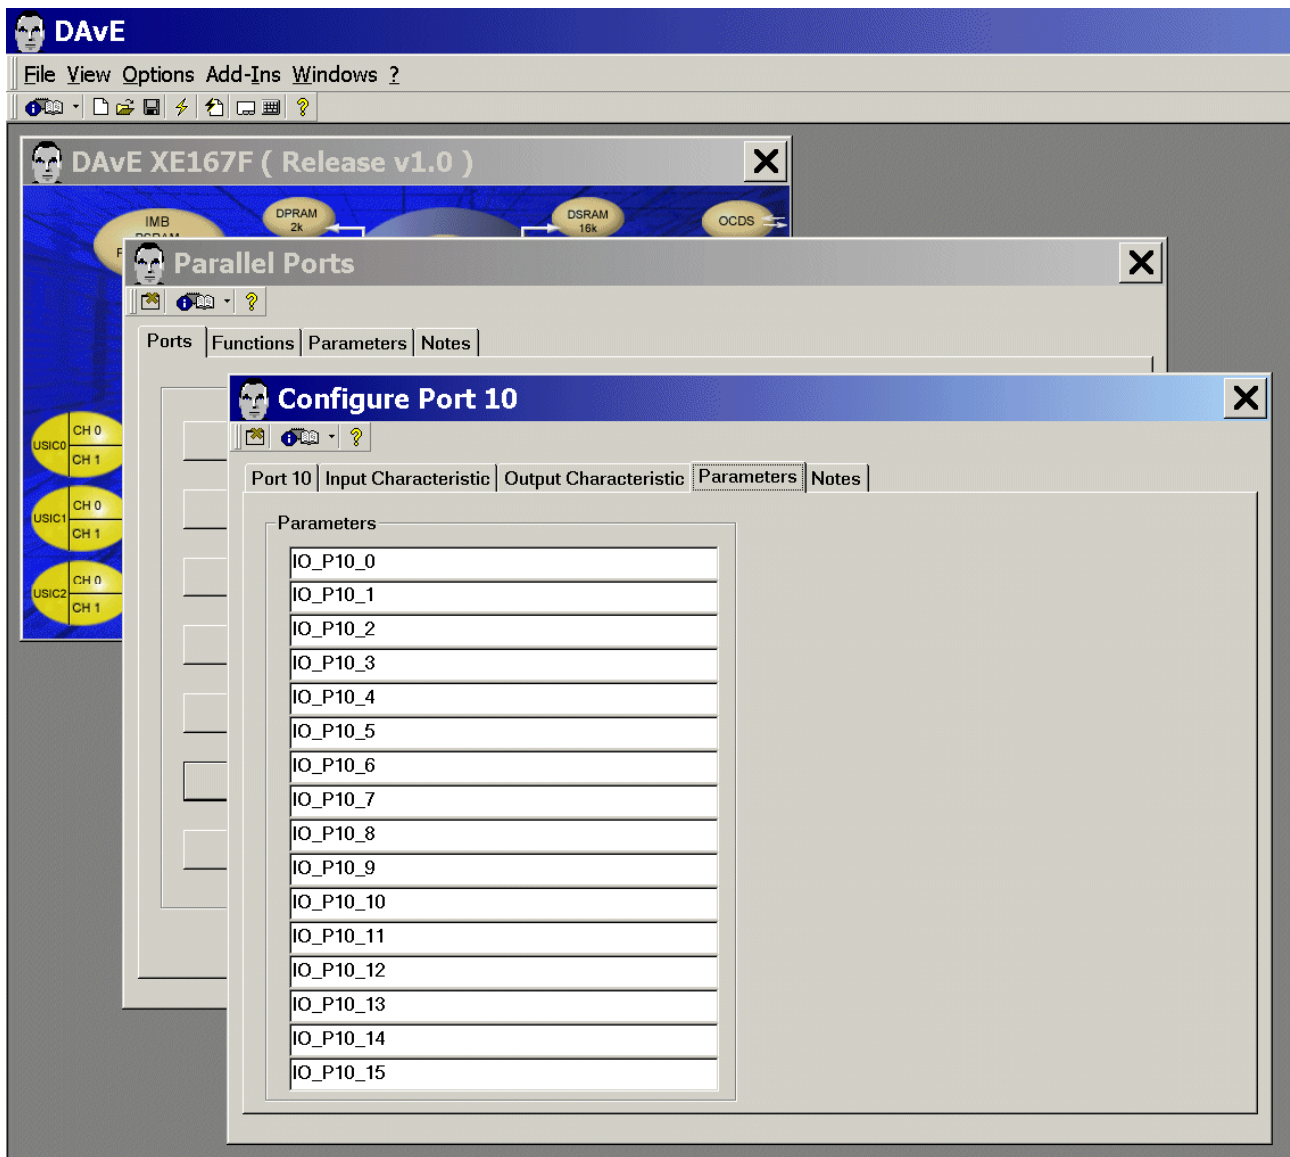 DAvE
File View Options Add-Ins Windows ?
DAvE XE167F ( Release v1.0 )
IMB
DPRAM
2k
DSRAM
16k
OCDS
Parallel Ports
Ports Functions Parameters Notes
Configure Port 10
Port 10 Input Characteristic Output Characteristic Parameters Notes
USIC0 CH 0
CH 1
USIC1 CH 0
CH 1
USIC2 CH 0
CH 1
Parameters
IO_P10_0
IO_P10_1
IO_P10_2
IO_P10_3
IO_P10_4
IO_P10_5
IO_P10_6
IO_P10_7
IO_P10_8
IO_P10_9
IO_P10_10
IO_P10_11
IO_P10_12
IO_P10_13
IO_P10_14
IO_P10_15